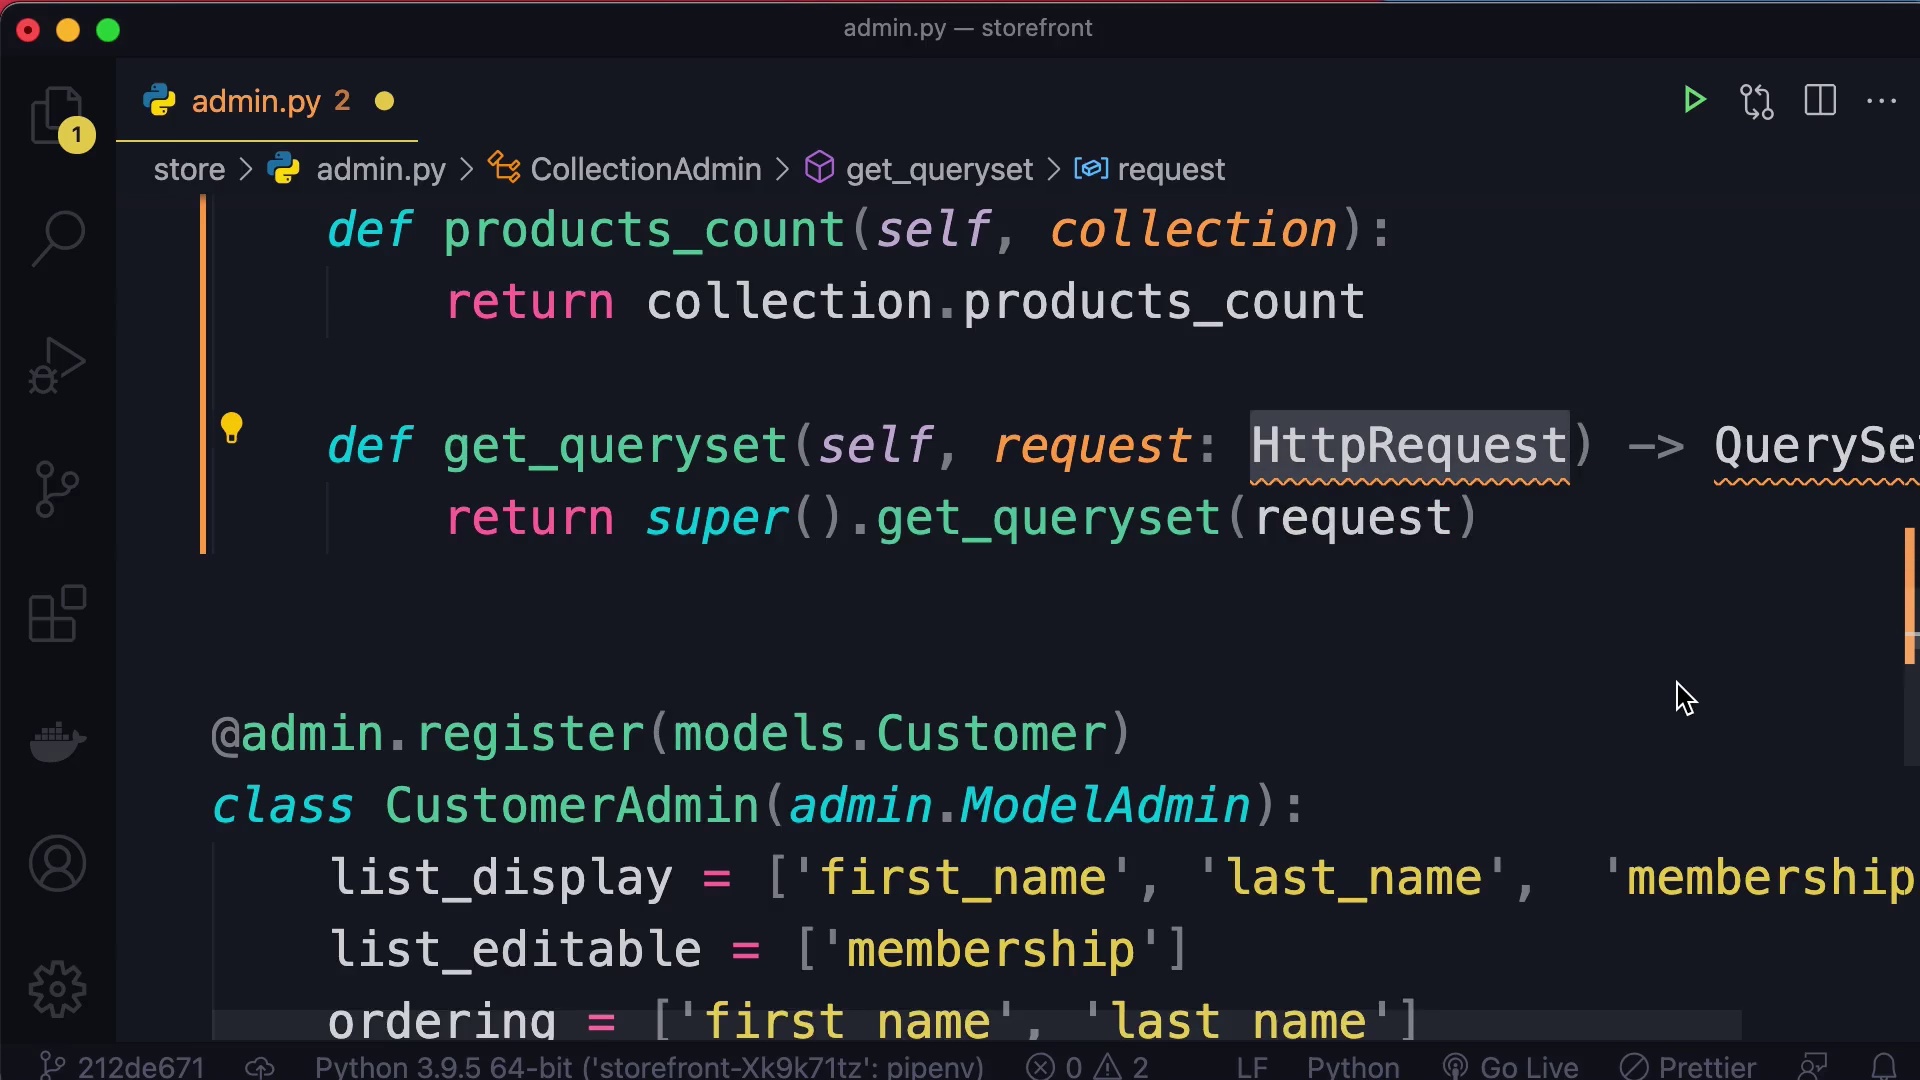 admin.py — storefront
admin.py 2
1
store > admin.py > CollectionAdmin > get_queryset > request
def products_count(self, collection):
return collection.products_count
def get_queryset(self, request: HttpRequest) -> QuerySe
return super().get_queryset(request)
@admin.register(models.Customer)
class CustomerAdmin(admin.ModelAdmin):
list_display = ['first_name', 'last_name',  'membership
list_editable = ['membership']
ordering = ['first_name', 'last_name']
212de671 Python 3.9.5 64-bit ('storefront-Xk9k71tz': pipenv) 0 2 LF Python Go Live Prettier